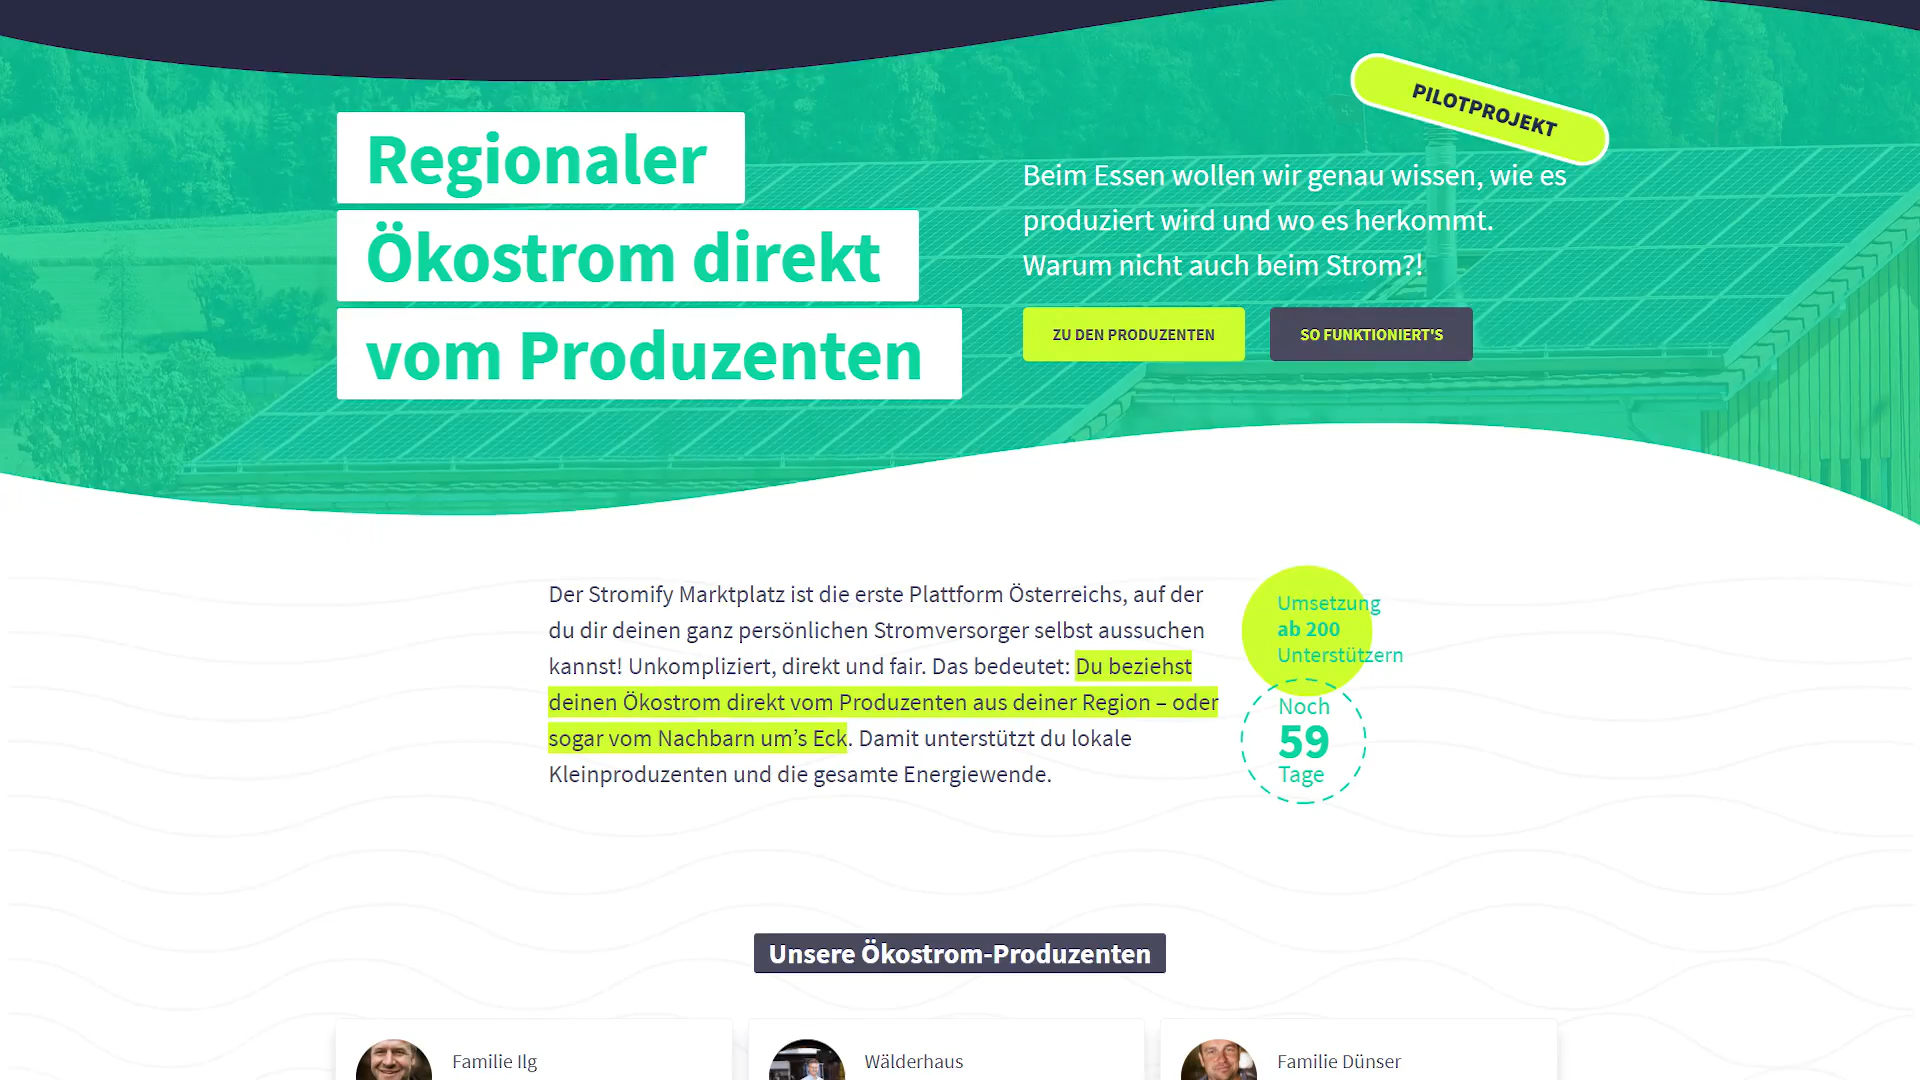 Regionaler
Ökostrom direkt
vom Produzenten
PILOTPROJEKT
Beim Essen wollen wir genau wissen, wie es
produziert wird und wo es herkommt.
Warum nicht auch beim Strom?!
ZU DEN PRODUZENTEN
SO FUNKTIONIERT'S
Der Stromify Marktplatz ist die erste Plattform Österreichs, auf der
du dir deinen ganz persönlichen Stromversorger selbst aussuchen
kannst! Unkompliziert, direkt und fair. Das bedeutet: Du beziehst
deinen Ökostrom direkt vom Produzenten aus deiner Region – oder
sogar vom Nachbarn um’s Eck. Damit unterstützt du lokale
Kleinproduzenten und die gesamte Energiewende.
Umsetzung
ab 200
Unterstützern
Noch
59
Tage
Unsere Ökostrom-Produzenten
Familie Ilg
Wälderhaus
Familie Dünser